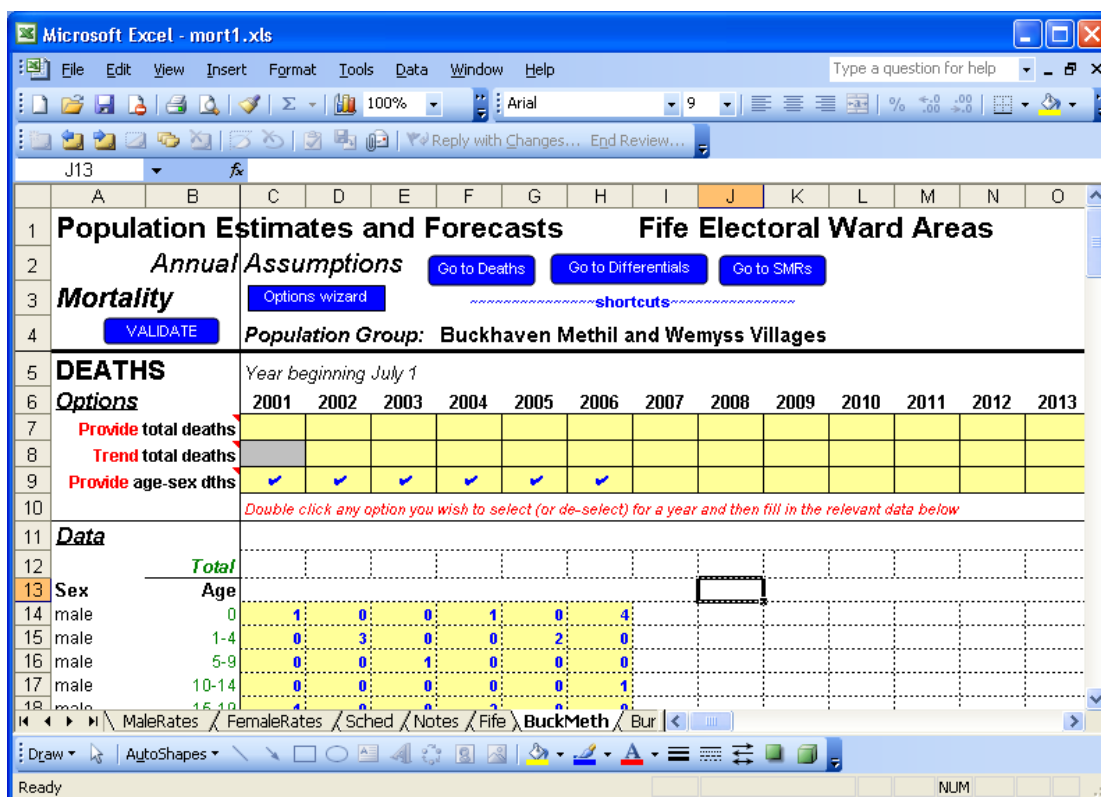 Microsoft Excel - mort1.xls
File Edit View Insert Format Tools Data Window Help Type a question for help
100% Arial 9 % .00 .00
Reply with Changes... End Review...
J13 fx
A B C D E F G H I J K L M N O
1 Population Estimates and Forecasts Fife Electoral Ward Areas
2 Annual Assumptions Go to Deaths Go to Differentials Go to SMRs
3 Mortality Options wizard ~~~~~~~~~~~~~~~shortcuts~~~~~~~~~~~~~~~
4 VALIDATE Population Group: Buckhaven Methil and Wemyss Villages
5 DEATHS Year beginning July 1
6 Options 2001 2002 2003 2004 2005 2006 2007 2008 2009 2010 2011 2012 2013
7 Provide total deaths
8 Trend total deaths
9 Provide age-sex dths ✔ ✔ ✔ ✔ ✔ ✔
10 Double click any option you wish to select (or de-select) for a year and then fill in the relevant data below
11 Data
12 Total
13 Sex Age
14 male 0 1 0 0 1 0 4
15 male 1-4 0 3 0 0 2 0
16 male 5-9 0 0 1 0 0 0
17 male 10-14 0 0 0 0 0 1
18 male 15-19
MaleRates / FemaleRates / Sched / Notes / Fife \ BuckMeth / Bur
Draw AutoShapes A
Ready NUM